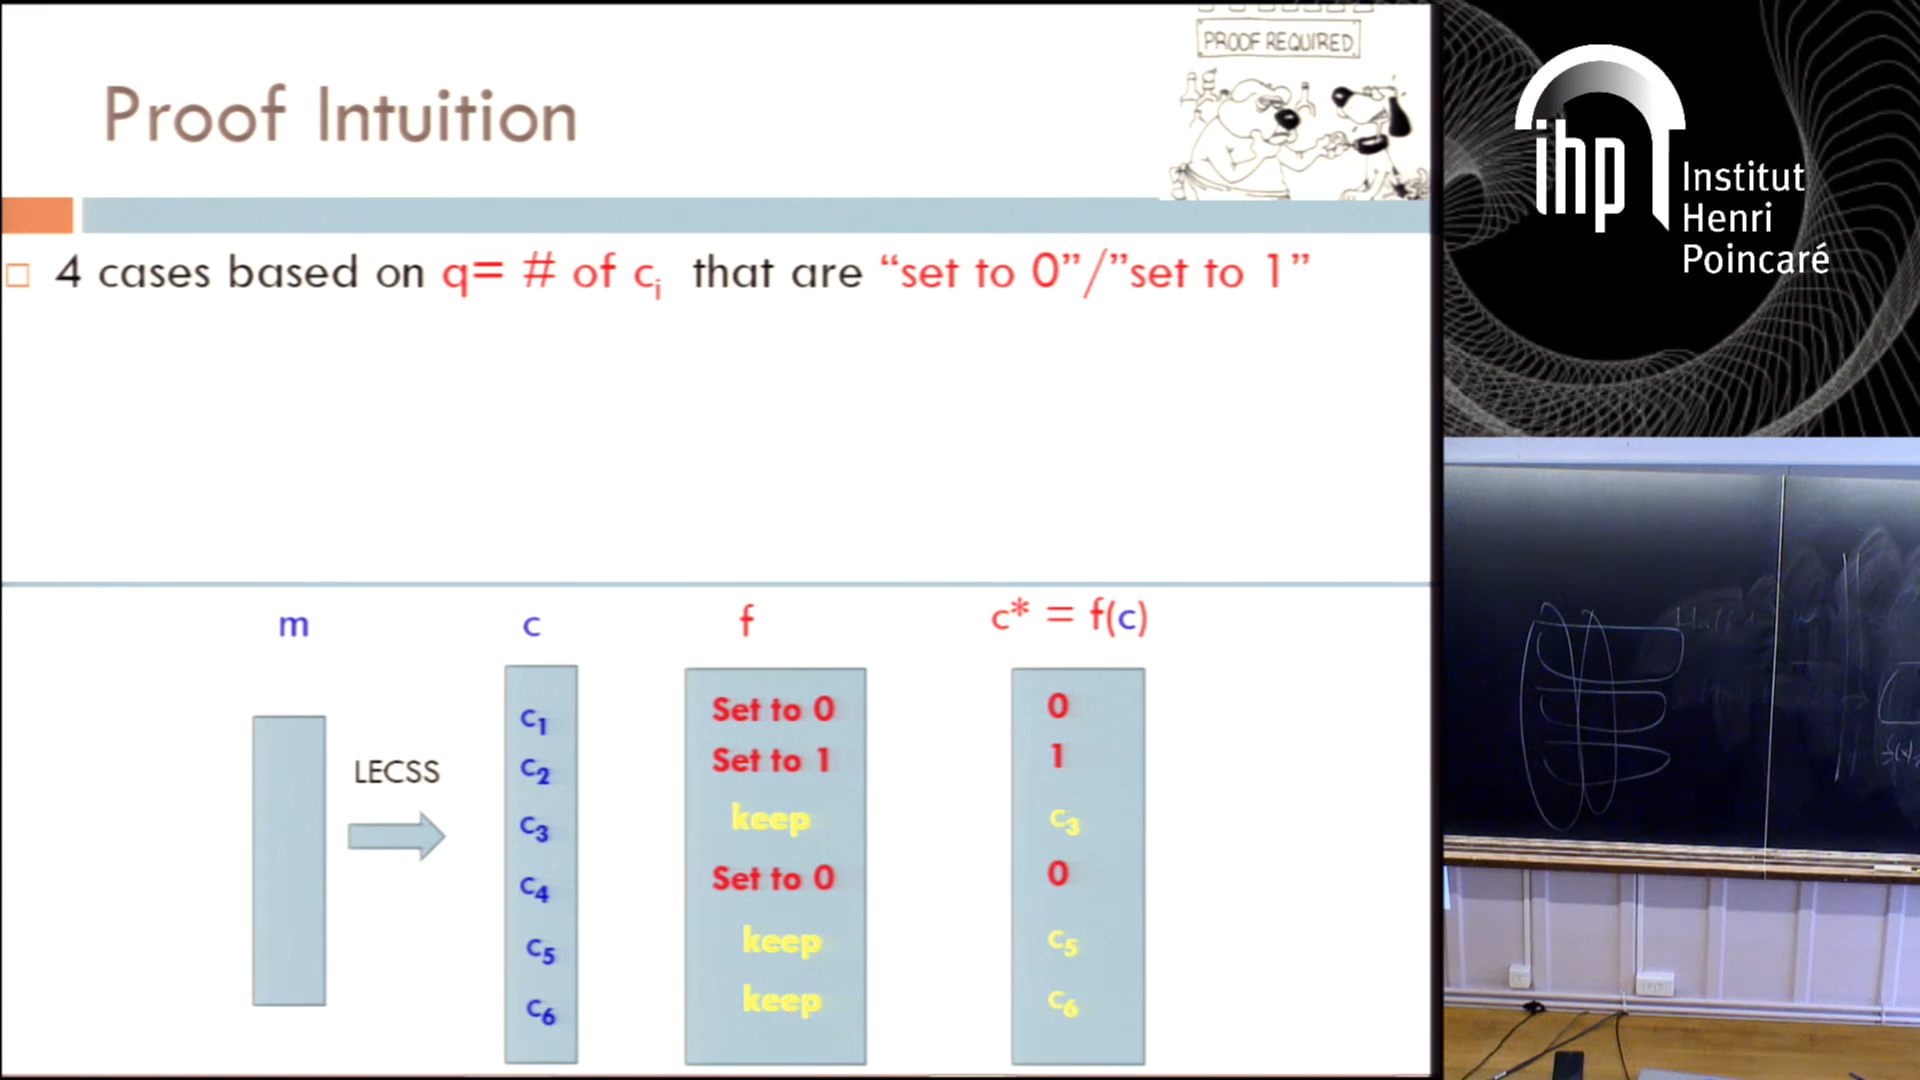 PROOF REQUIRED
Proof Intuition
4 cases based on q= # of cᵢ that are “set to 0”/”set to 1”
m c f c* = f(c)
LECSS
c₁ Set to 0 0
c₂ Set to 1 1
c₃ keep c₃
c₄ Set to 0 0
c₅ keep c₅
c₆ keep c₆
ihp Institut
Henri
Poincaré